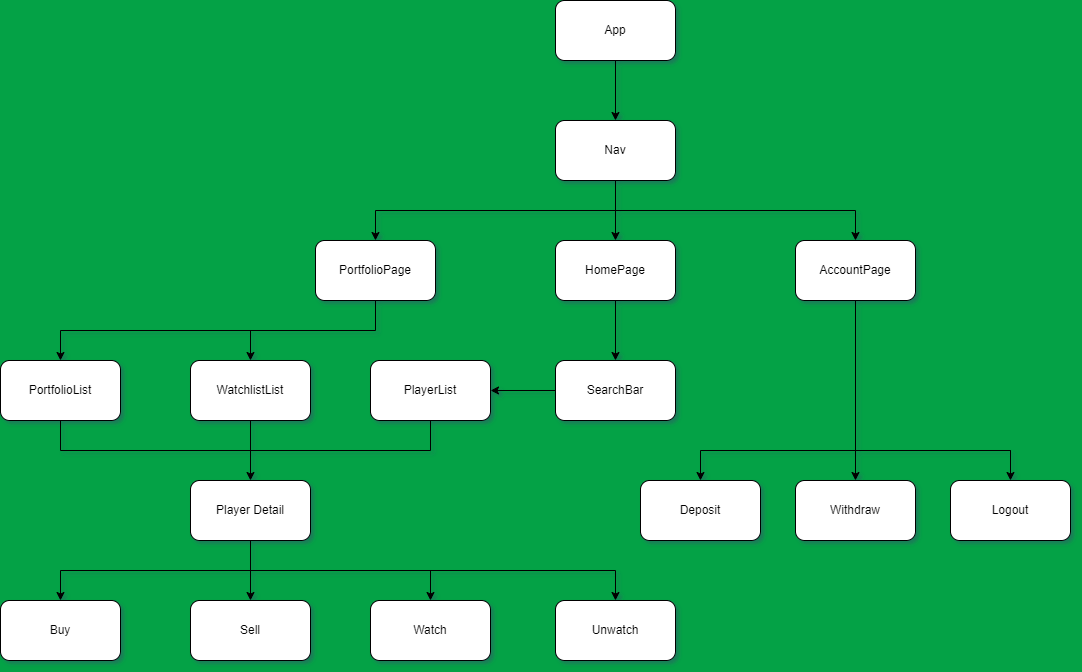 App
Nav
PortfolioPage
HomePage
AccountPage
PortfolioList
WatchlistList
PlayerList
SearchBar
Player Detail
Deposit
Withdraw
Logout
Buy
Sell
Watch
Unwatch